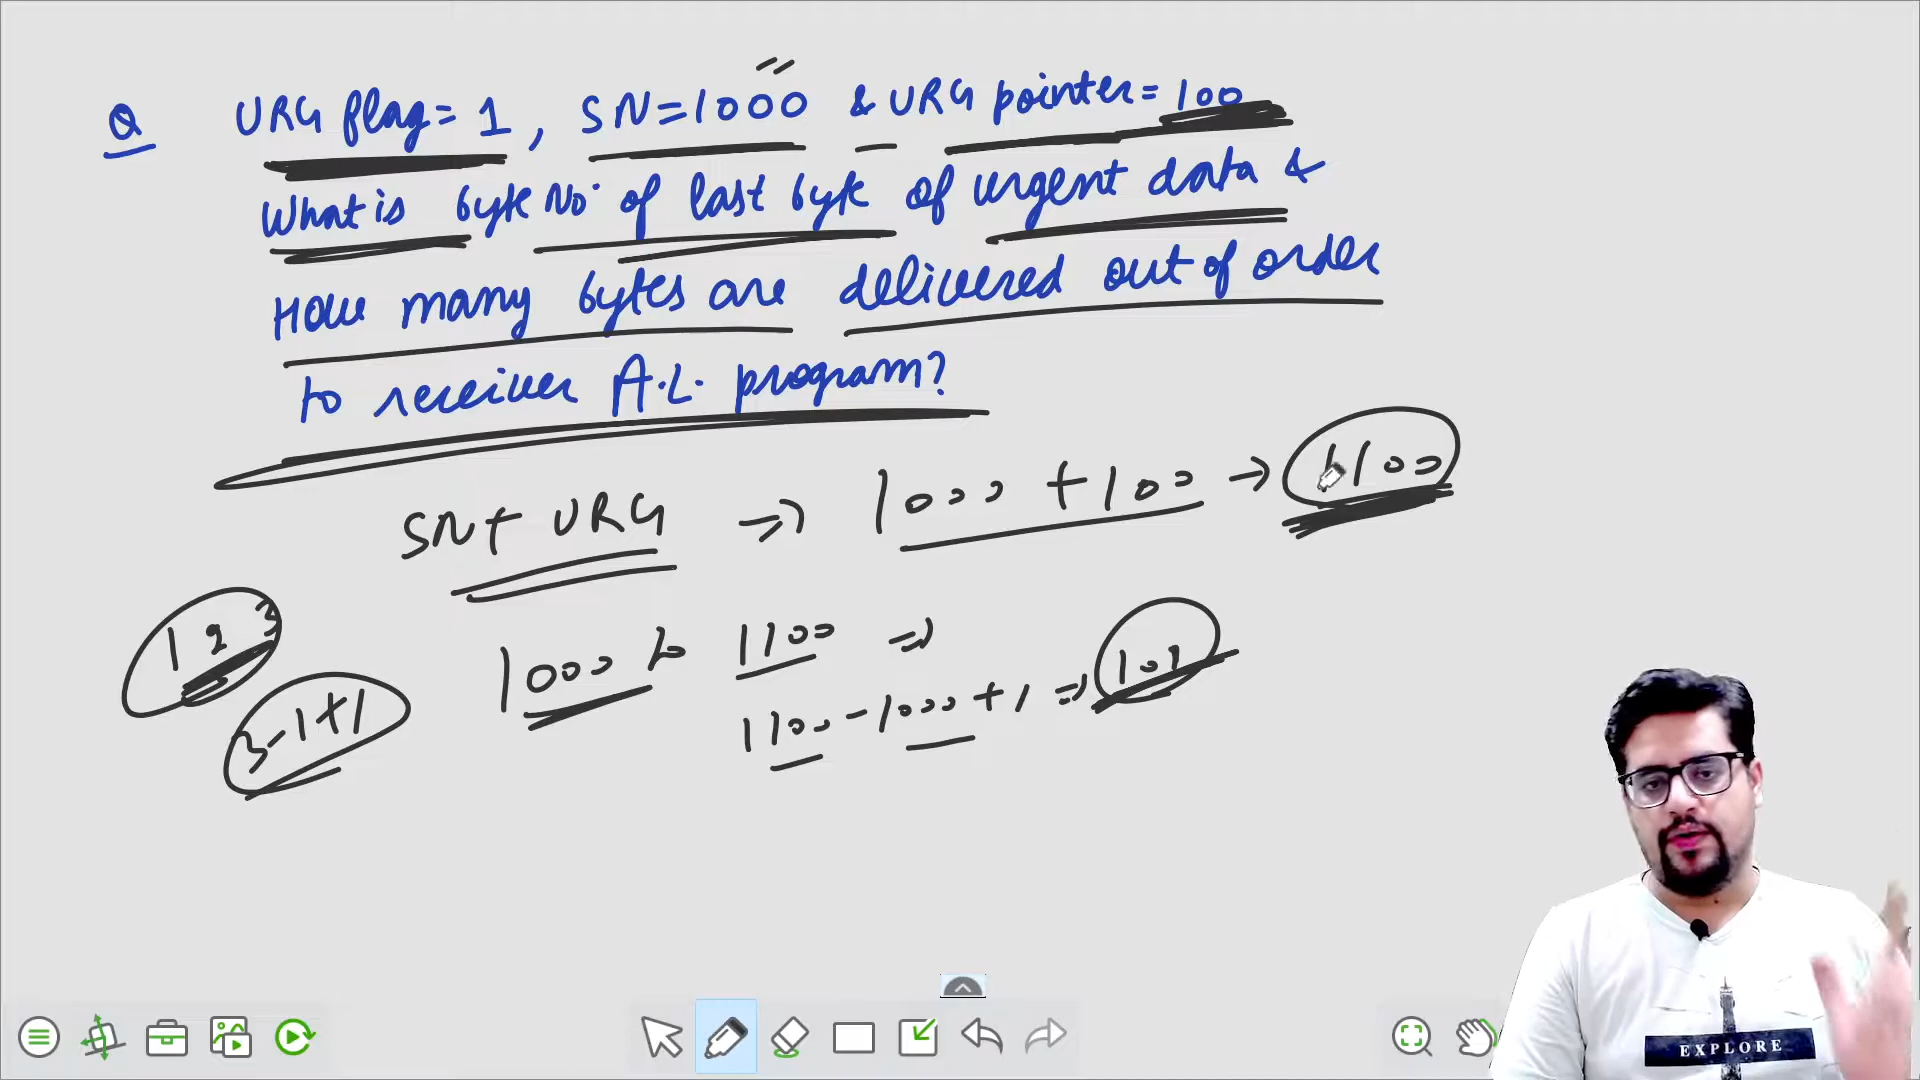 Q URG flag = 1, SN = 1000 & URG pointer = 100
What is byte No. of last byte of urgent data &
How many bytes are delivered out of order
to receiver A.L. program?
SN + URG => 1000 + 100 → 1100
1 2 3
1000 to 1100 =>
3-1+1
1100 - 1000 + 1 => 101
EXPLORE